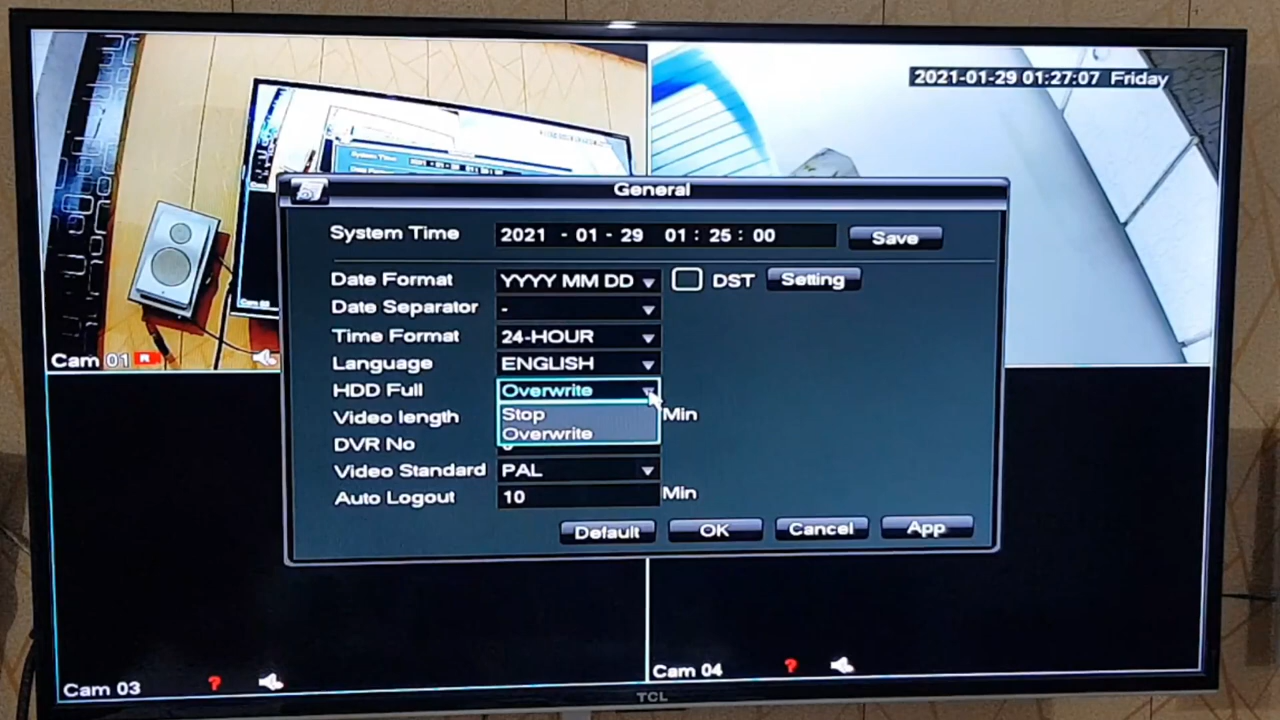 2021-01-29 01:27:07 Friday
General
System Time 2021 - 01 - 29 01 : 25 : 00 Save
Date Format YYYY MM DD DST Setting
Date Separator -
Time Format 24-HOUR
Language ENGLISH
HDD Full Overwrite
Stop
Video length Min
Overwrite
DVR No
Video Standard PAL
Auto Logout 10 Min
Default OK Cancel App
Cam 01 R
Cam 03 ?
Cam 04 ?
TCL